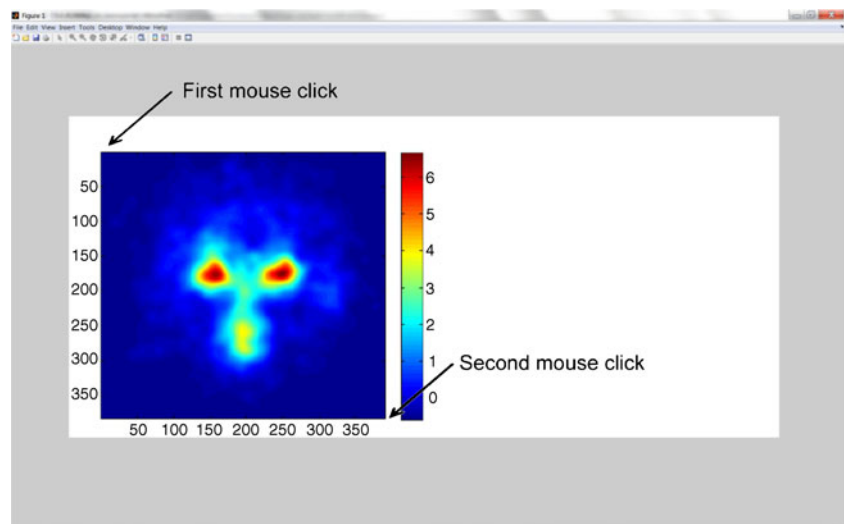 Figure 1
File Edit View Insert Tools Desktop Window Help
First mouse click
50
100
150
200
250
300
350
50 100 150 200 250 300 350
6
5
4
3
2
1
0
Second mouse click